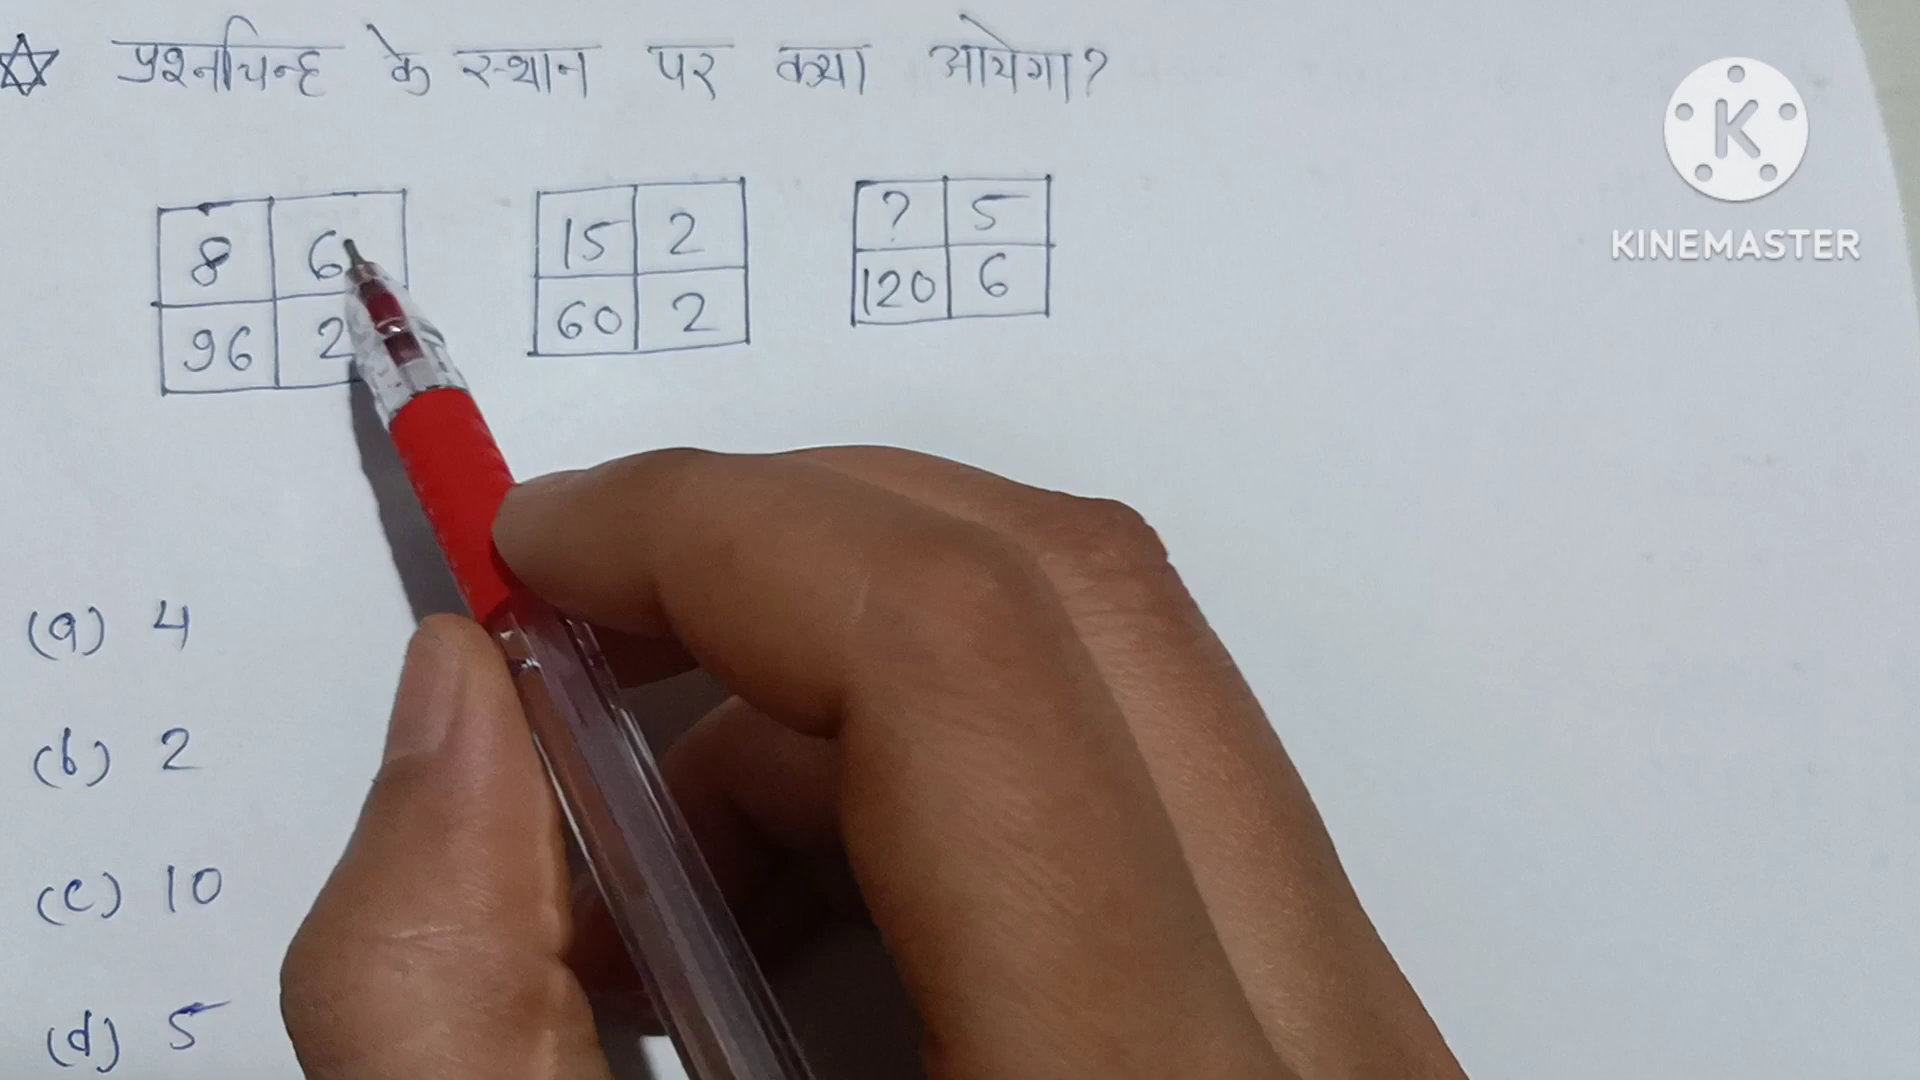 प्रश्नचिन्ह के स्थान पर क्या आयेगा?
8 6
96 2
15 2
60 2
? 5
120 6
(a) 4
(b) 2
(c) 10
(d) 5
K
KINEMASTER